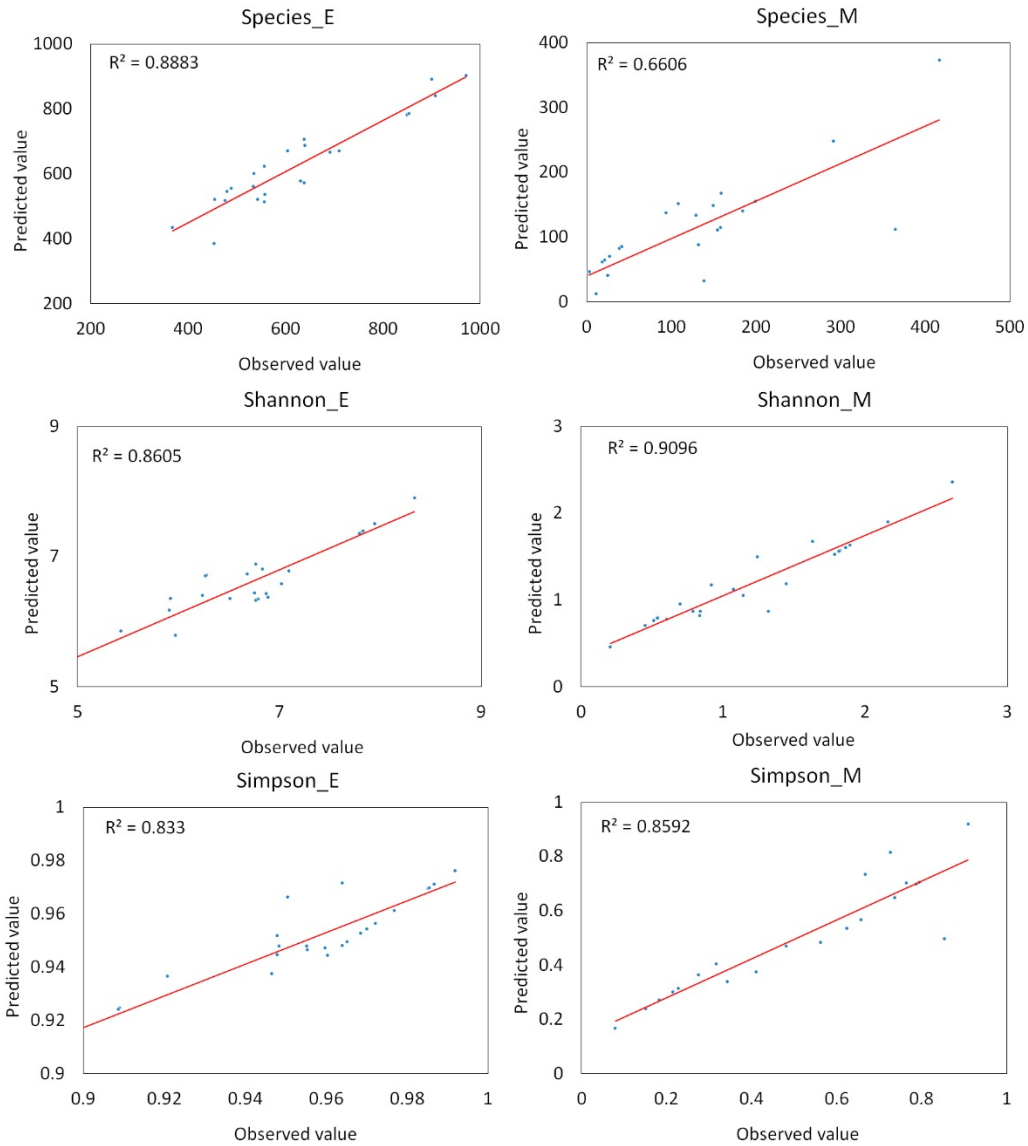 Species_E
R² = 0.8883
Predicted value
1000
800
600
400
200
200 400 600 800 1000
Observed value
Species_M
R² = 0.6606
Predicted value
400
300
200
100
0
0 100 200 300 400 500
Observed value
Shannon_E
R² = 0.8605
Predicted value
9
7
5
5 7 9
Observed value
Shannon_M
R² = 0.9096
Predicted value
3
2
1
0
0 1 2 3
Observed value
Simpson_E
R² = 0.833
Predicted value
1
0.98
0.96
0.94
0.92
0.9
0.9 0.92 0.94 0.96 0.98 1
Observed value
Simpson_M
R² = 0.8592
Predicted value
1
0.8
0.6
0.4
0.2
0
0 0.2 0.4 0.6 0.8 1
Observed value